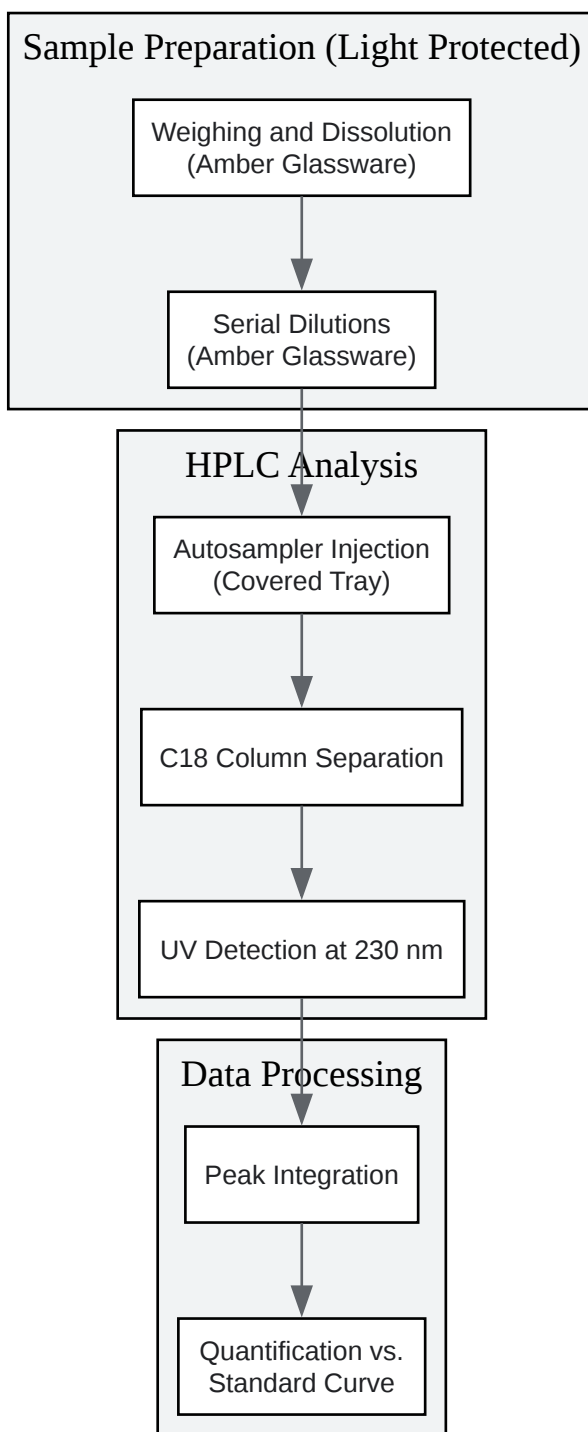 Sample Preparation (Light Protected)
Weighing and Dissolution
(Amber Glassware)
Serial Dilutions
(Amber Glassware)
HPLC Analysis
Autosampler Injection
(Covered Tray)
C18 Column Separation
UV Detection at 230 nm
Data Processing
Peak Integration
Quantification vs.
Standard Curve